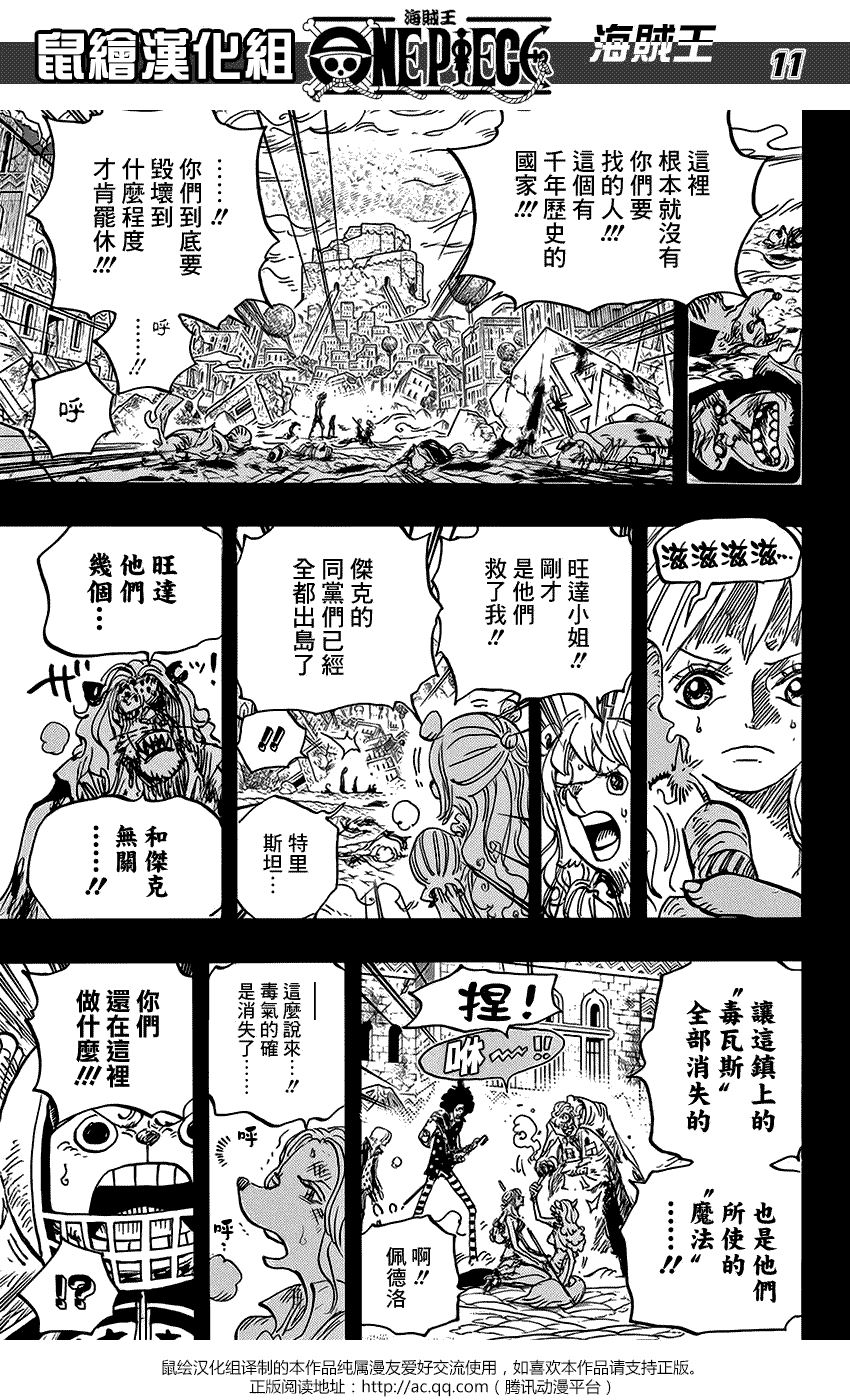 鼠繪漢化組
海賊王
ONE PIECE
海賊王
11
這裡
根本就沒有
你們要
找的人!!!
這個有
千年歷史的
國家!!!
……!!
你們到底要
毀壞到
什麼程度
才肯罷休!!!
呼
……!!
呼
滋滋滋滋…
旺達小姐!!
剛才
是他們
救了我!!
傑克的
同黨們已經
全都出島了
!!
特里
斯坦…
旺達
他們
幾個…
ザザ
和傑克
無關
……!!
讓這鎮上的
"毒瓦斯"
全部消失的
也是他們
所使的
"魔法"
……!!
捏!
咻~~!!
啊!!
佩德洛
——
這麼說來…!!
毒氣的確
是消失了……
呼…
呼…
你們
還在這裡
做什麼!!!
!?
鼠绘汉化组译制的本作品纯属漫友爱好交流使用，如喜欢本作品请支持正版。
正版阅读地址：http://ac.qq.com（腾讯动漫平台）